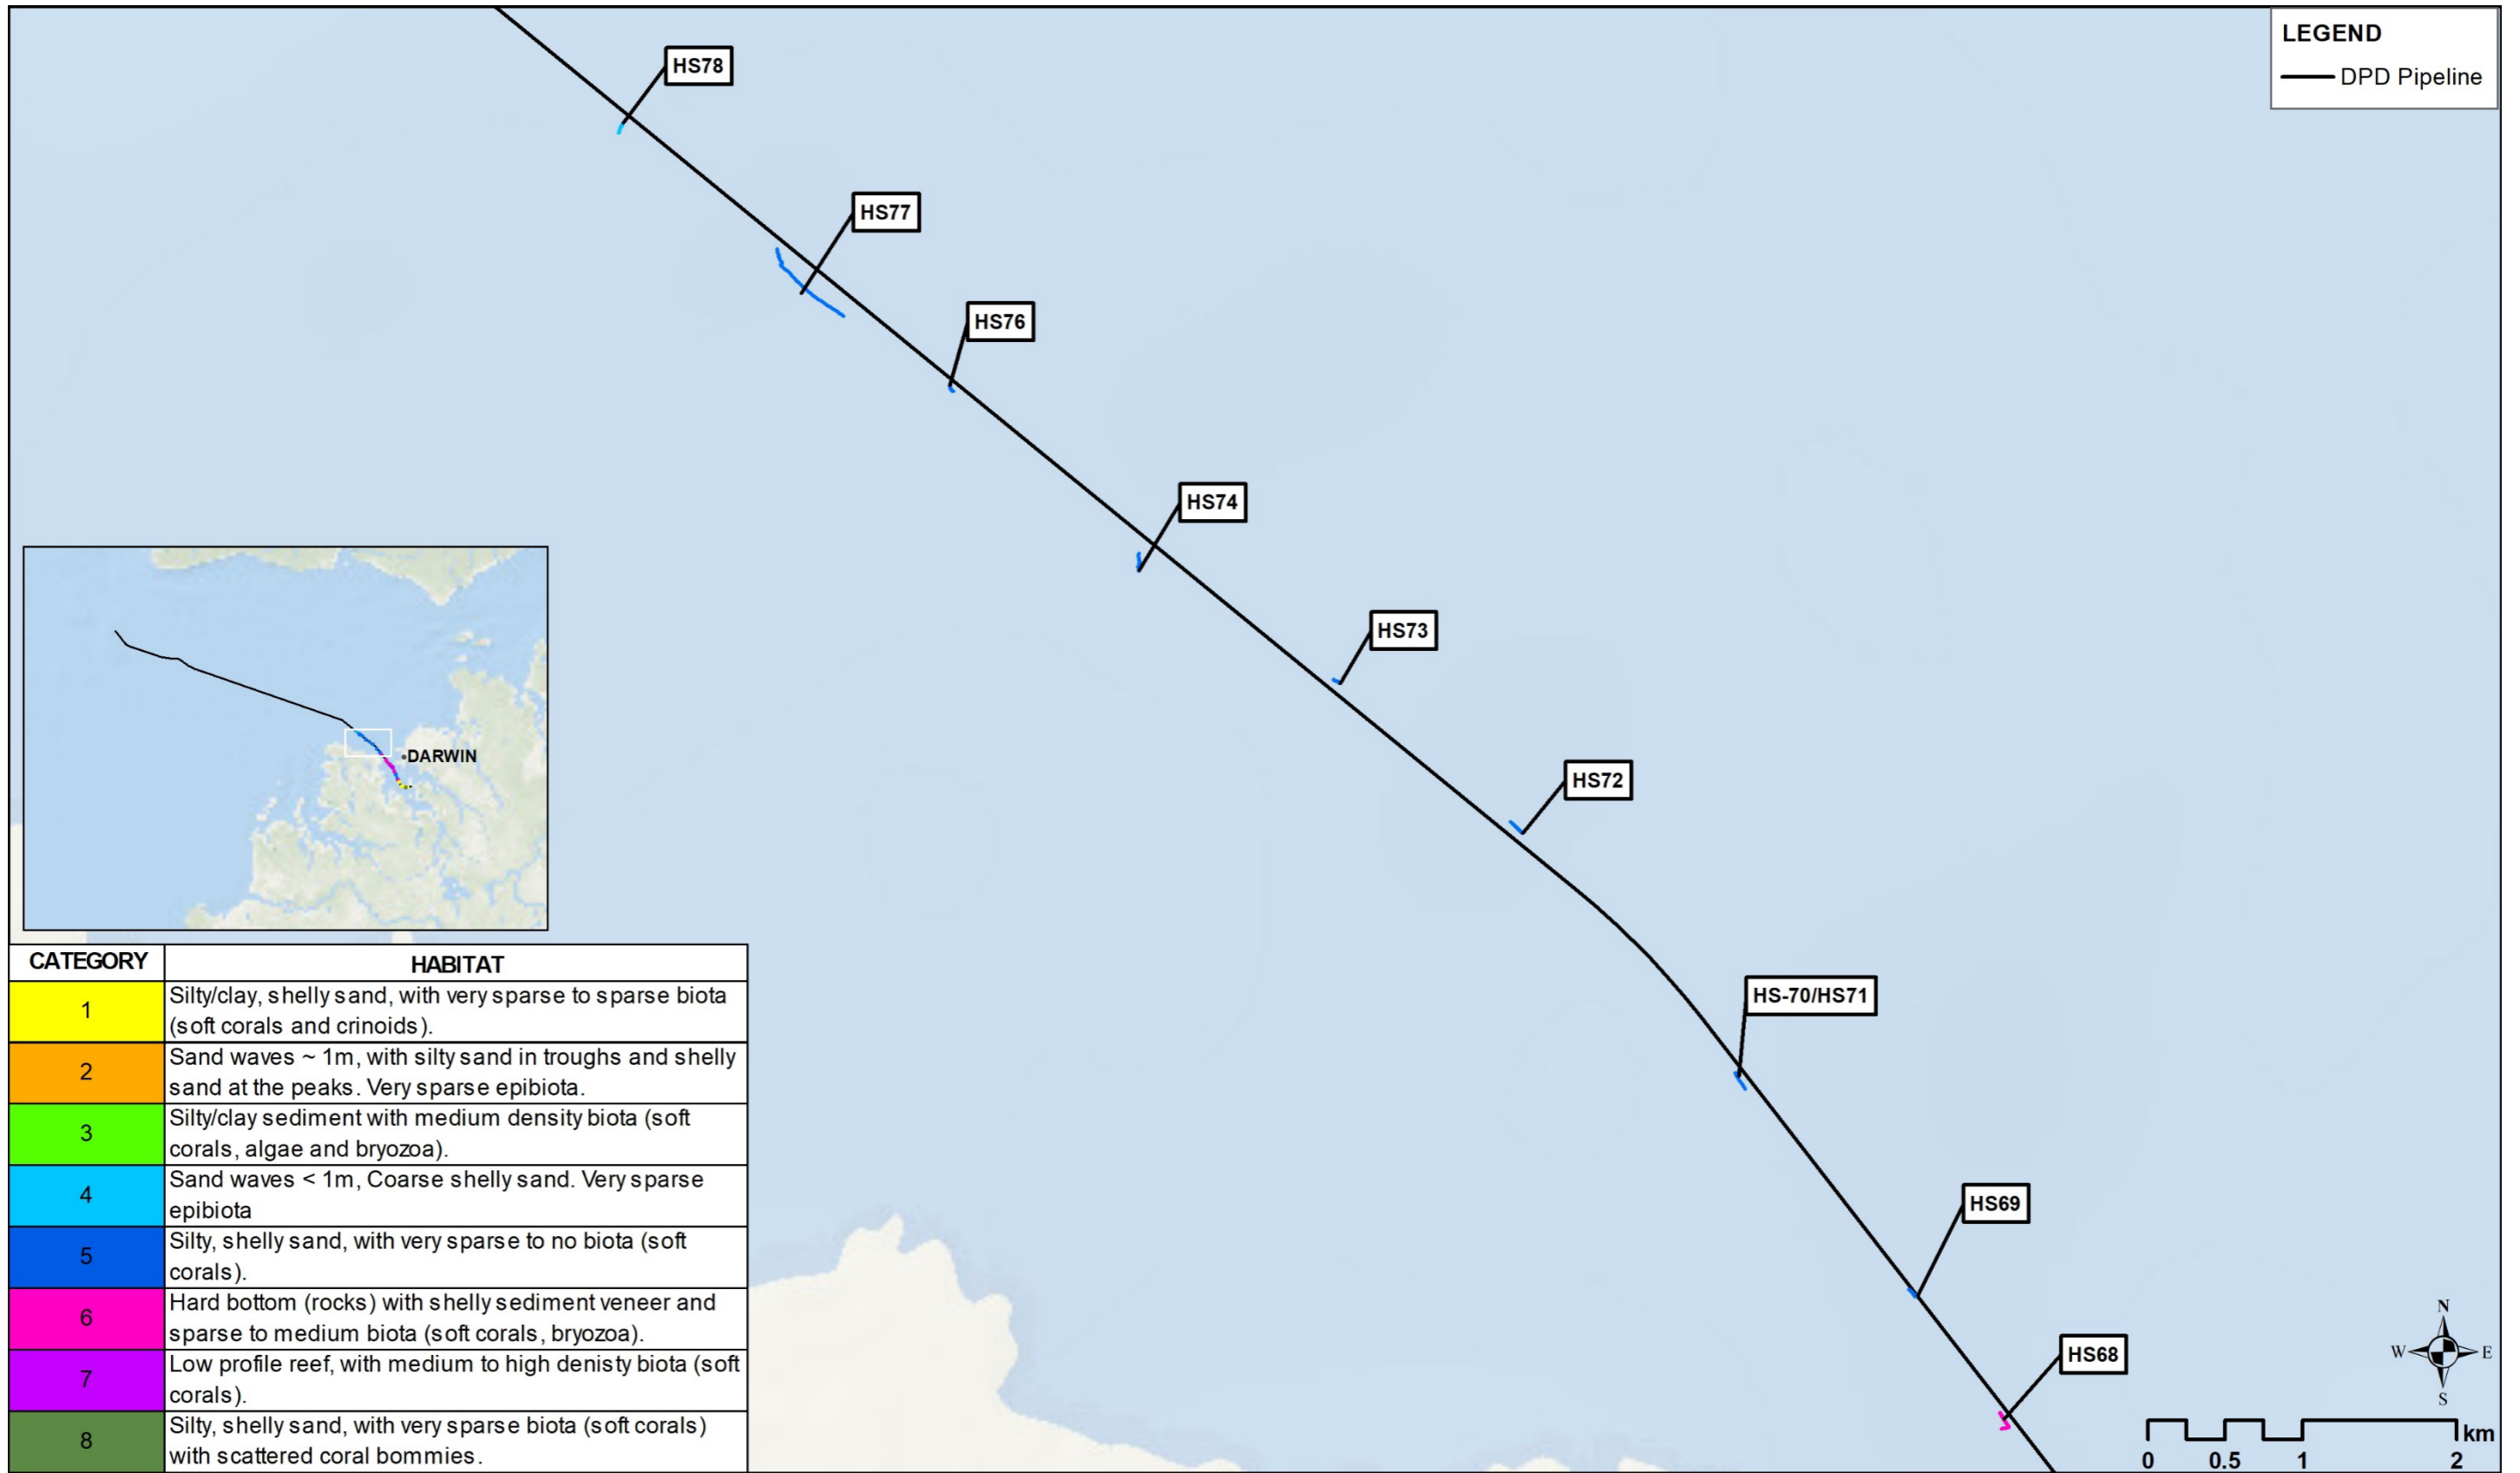 LEGEND
DPD Pipeline
HS78
HS77
HS76
HS74
HS73
HS72
HS-70/HS71
HS69
HS68
DARWIN
CATEGORY HABITAT
1 Silty/clay, shelly sand, with very sparse to sparse biota
(soft corals and crinoids).
2 Sand waves ~ 1m, with silty sand in troughs and shelly
sand at the peaks. Very sparse epibiota.
3 Silty/clay sediment with medium density biota (soft
corals, algae and bryozoa).
4 Sand waves < 1m, Coarse shelly sand. Very sparse
epibiota
5 Silty, shelly sand, with very sparse to no biota (soft
corals).
6 Hard bottom (rocks) with shelly sediment veneer and
sparse to medium biota (soft corals, bryozoa).
7 Low profile reef, with medium to high denisty biota (soft
corals).
8 Silty, shelly sand, with very sparse biota (soft corals)
with scattered coral bommies.
N
W E
S
km
0 0.5 1 2